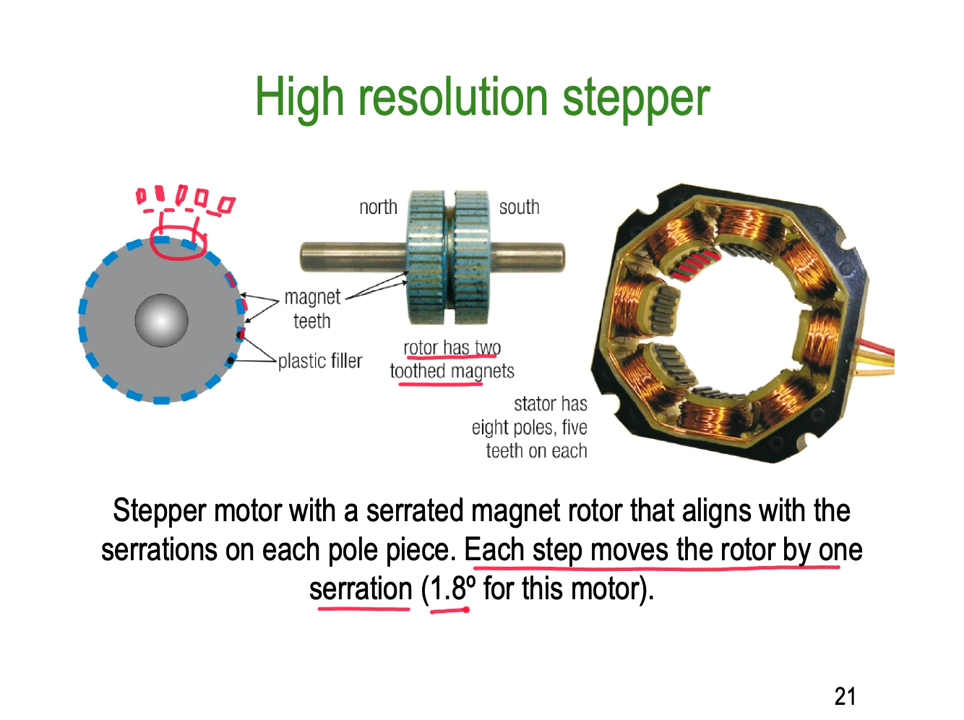 High resolution stepper
north
south
magnet
teeth
plastic filler
rotor has two
toothed magnets
stator has
eight poles, five
teeth on each
Stepper motor with a serrated magnet rotor that aligns with the
serrations on each pole piece. Each step moves the rotor by one
serration (1.8º for this motor).
21